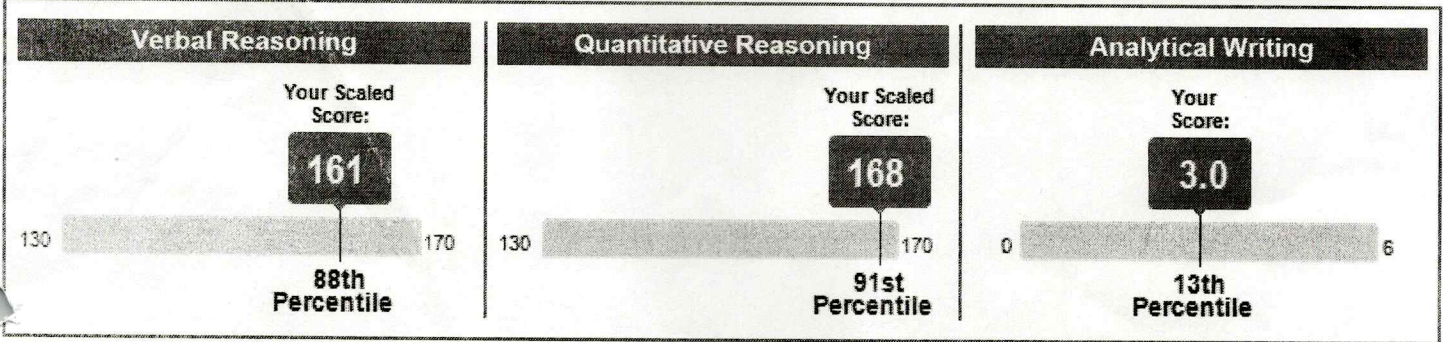 Verbal Reasoning
Your Scaled
Score:
161
130
170
88th
Percentile
Quantitative Reasoning
Your Scaled
Score:
168
130
170
91st
Percentile
Analytical Writing
Your
Score:
3.0
0
6
13th
Percentile